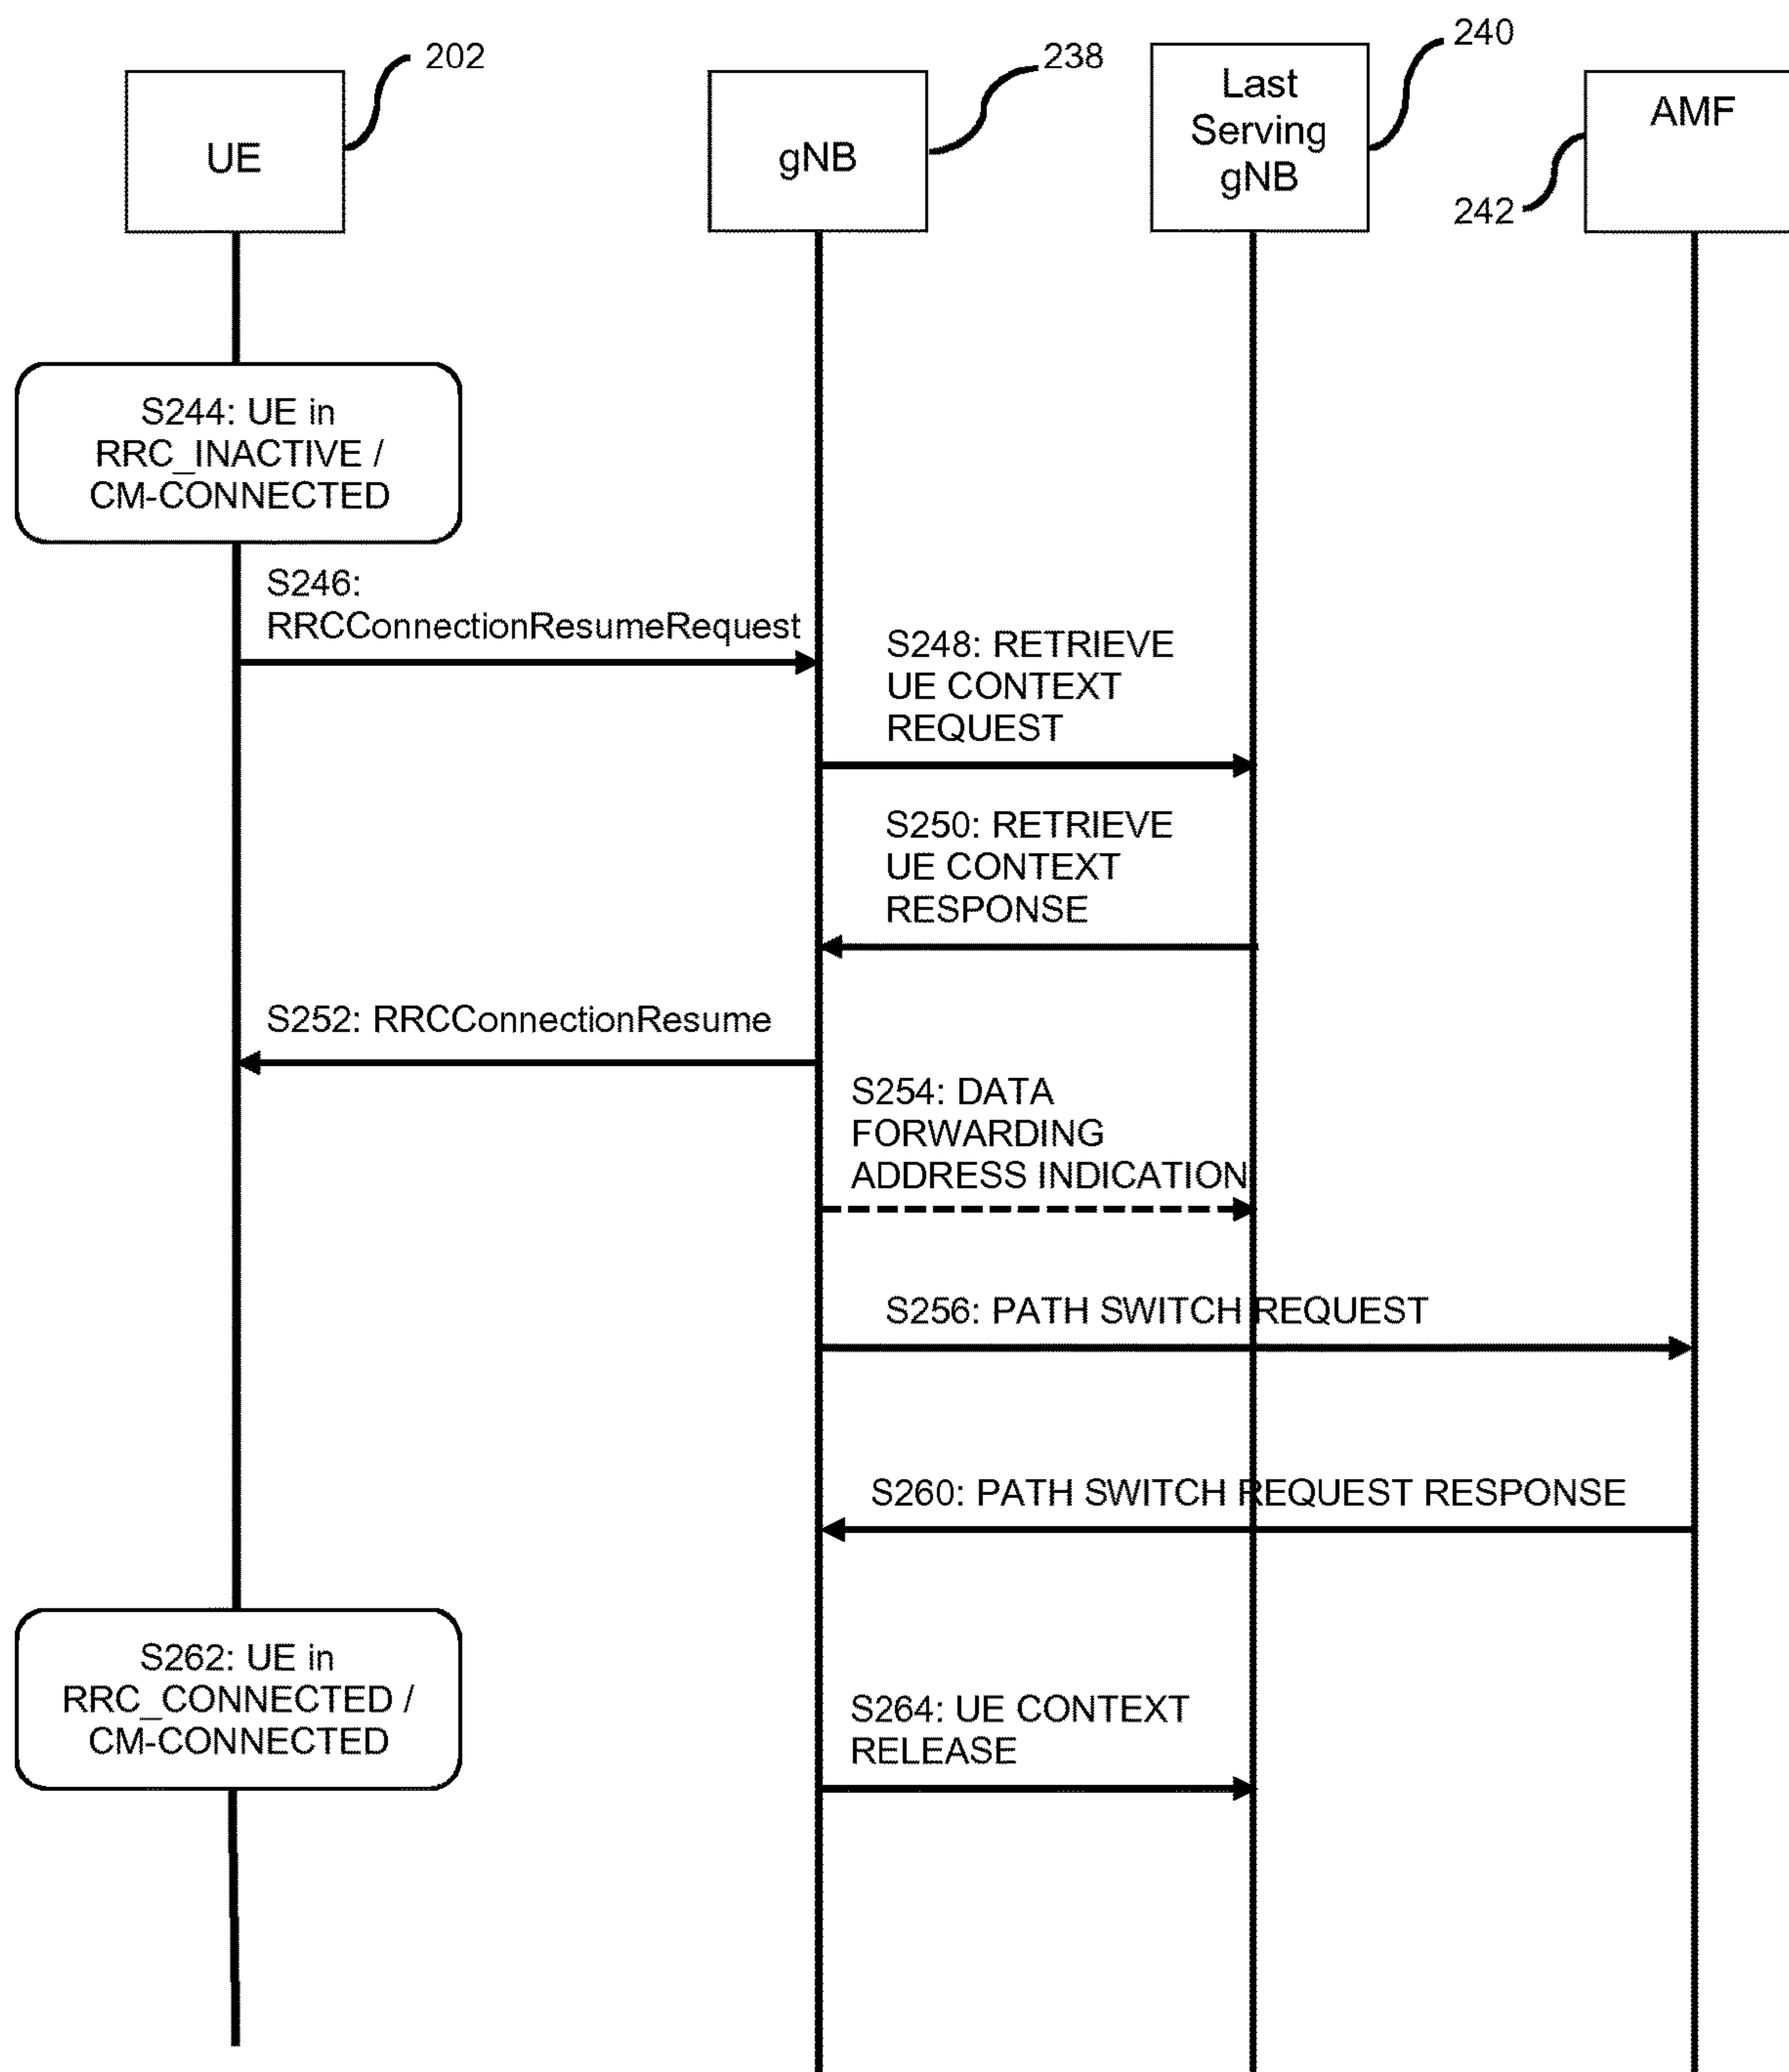 202
238
240
UE
gNB
Last
Serving
gNB
AMF
242
S244: UE in
RRC_INACTIVE /
CM-CONNECTED
S246:
RRCConnectionResumeRequest
S248: RETRIEVE
UE CONTEXT
REQUEST
S250: RETRIEVE
UE CONTEXT
RESPONSE
S252: RRCConnectionResume
S254: DATA
FORWARDING
ADDRESS INDICATION
S256: PATH SWITCH REQUEST
S260: PATH SWITCH REQUEST RESPONSE
S262: UE in
RRC_CONNECTED /
CM-CONNECTED
S264: UE CONTEXT
RELEASE